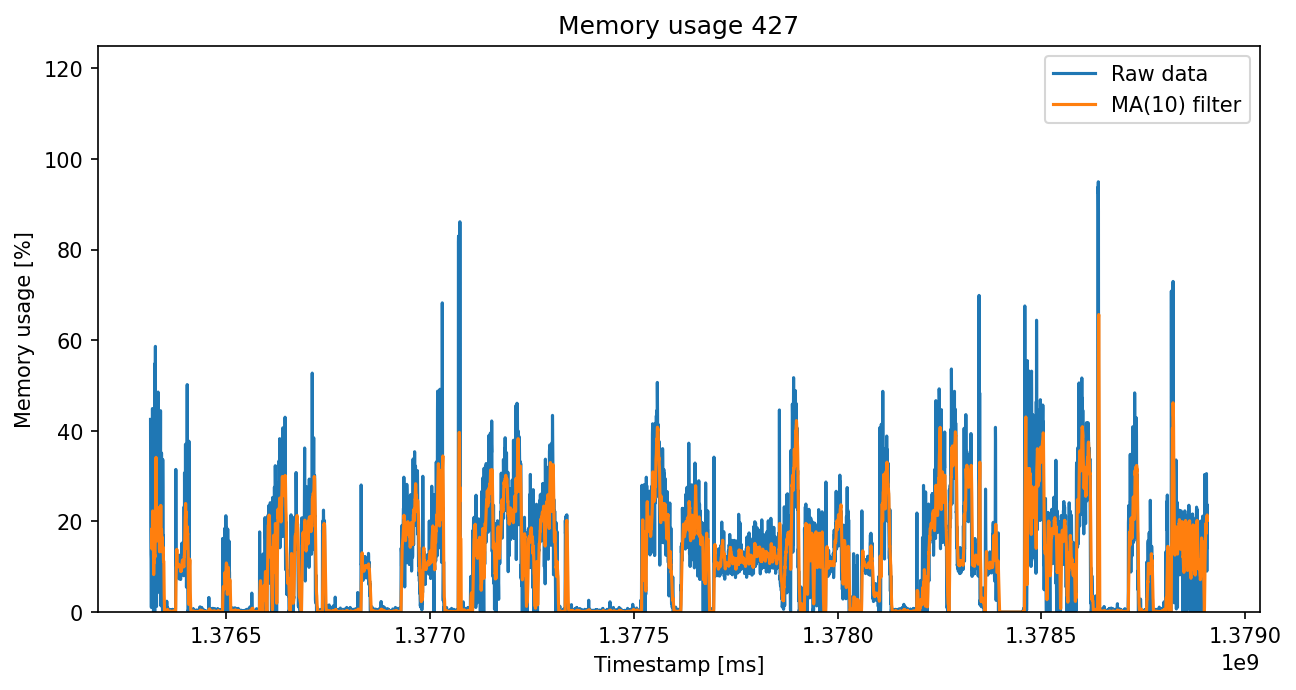 Memory usage 427
Raw data
MA(10) filter
Memory usage [%]
120
100
80
60
40
20
0
1.3765 1.3770 1.3775 1.3780 1.3785 1.3790
1e9
Timestamp [ms]